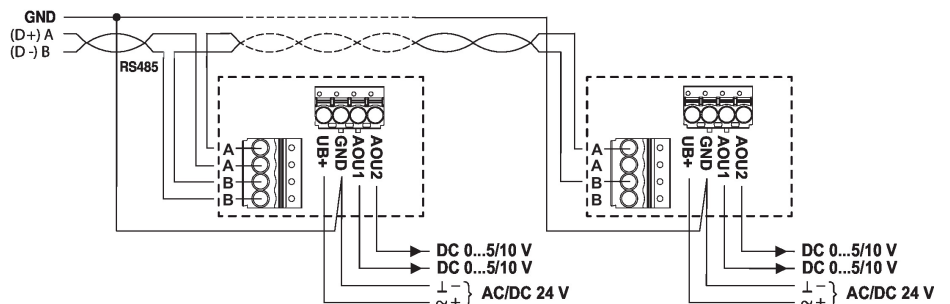 GND
(D+) A
(D -) B
RS485
A
A
B
B
UB+
GND
AOU1
AOU2
DC 0...5/10 V
DC 0...5/10 V
⊥ −
≂ +
} AC/DC 24 V
A
B
B
UB+
GND
AOU1
AOU2
DC 0...5/10 V
DC 0...5/10 V
⊥ −
≂ +
} AC/DC 24 V